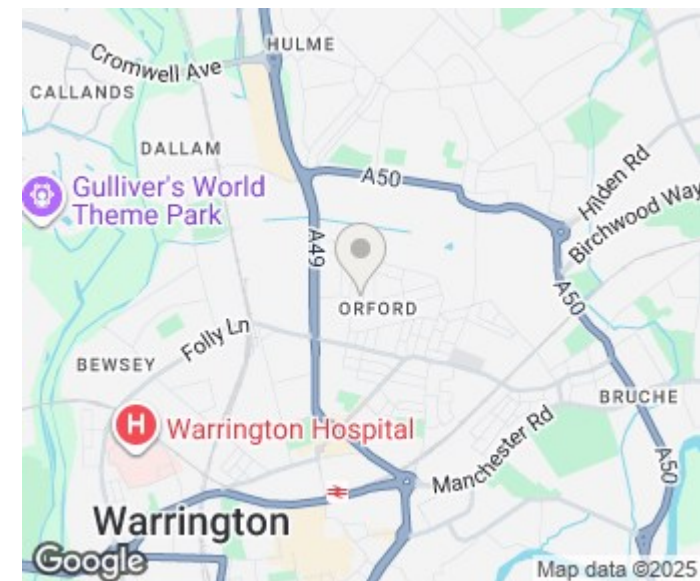 HULME
Cromwell Ave
CALLANDS
DALLAM
Hilden Rd
A50
Gulliver's World
Theme Park
Birchwood Way
A49
A50
ORFORD
Folly Ln
BEWSEY
BRUCHE
H
Warrington Hospital
Manchester Rd
A50
Warrington
Google
Map data ©2025